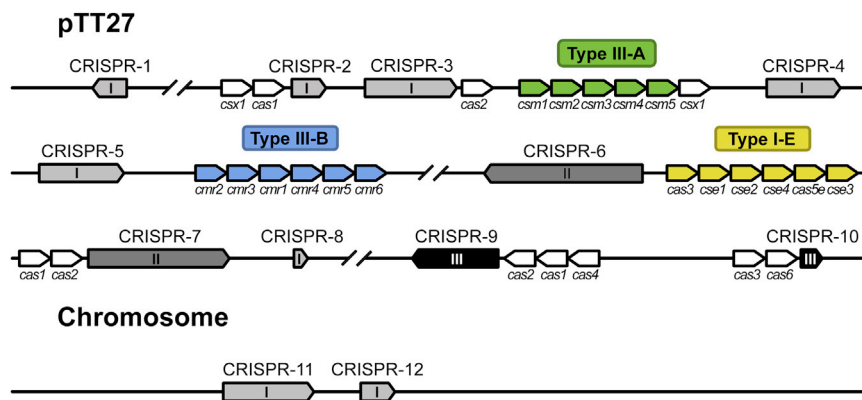 pTT27
Type III-A
CRISPR-1 CRISPR-2 CRISPR-3 CRISPR-4
I I I I
csx1 cas1 cas2 csm1 csm2 csm3 csm4 csm5 csx1
Type III-B Type I-E
CRISPR-5 CRISPR-6
I II
cmr2 cmr3 cmr1 cmr4 cmr5 cmr6 cas3 cse1 cse2 cse4 cas5e cse3
CRISPR-7 CRISPR-8 CRISPR-9 CRISPR-10
II I III III
cas1 cas2 cas2 cas1 cas4 cas3 cas6
Chromosome
CRISPR-11 CRISPR-12
I I